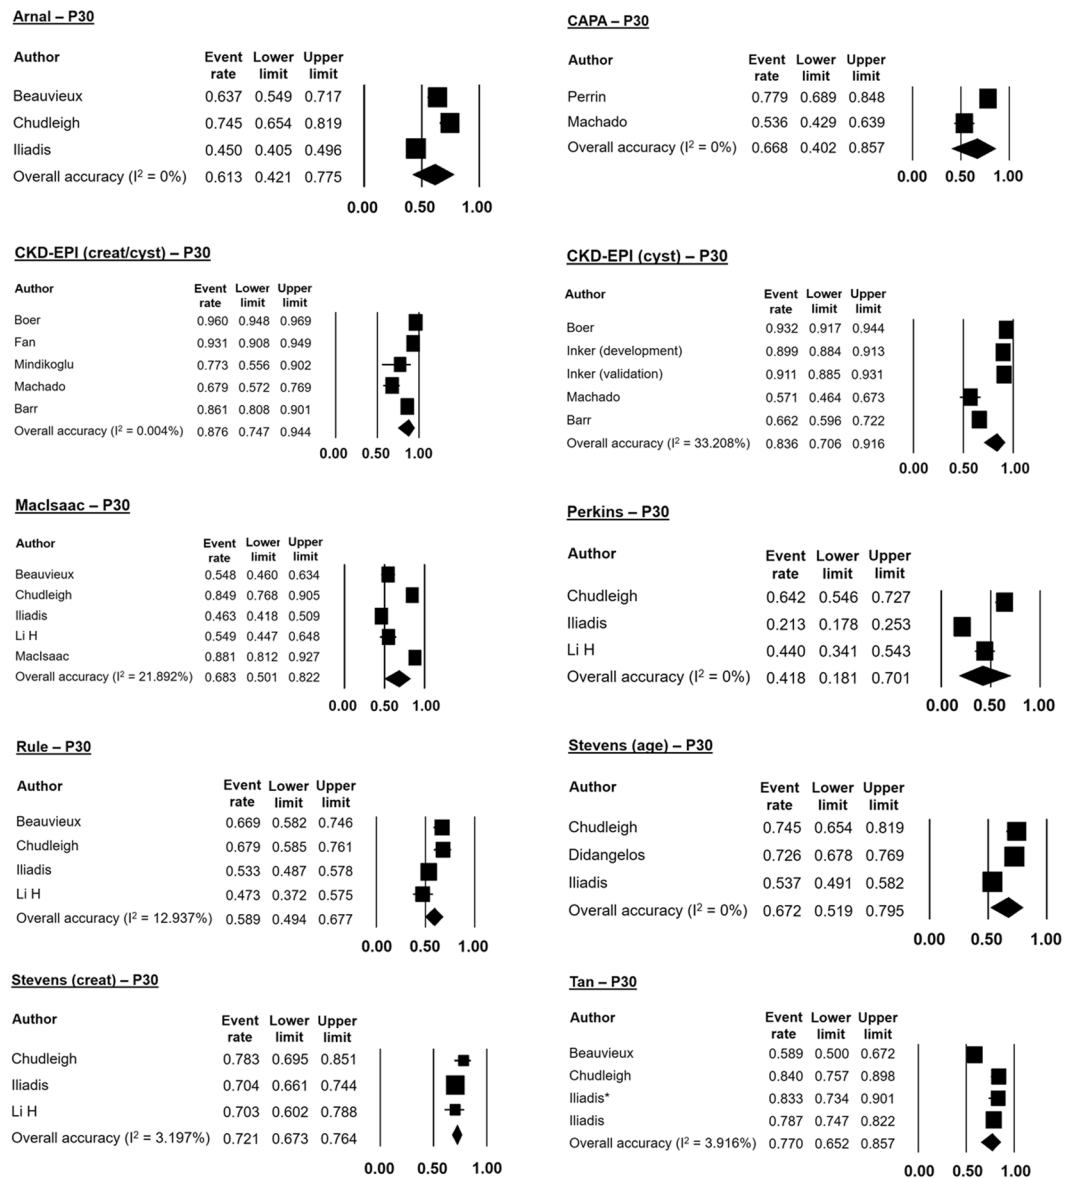 Arnal – P30
Author Event rate Lower limit Upper limit
Beauvieux 0.637 0.549 0.717
Chudleigh 0.745 0.654 0.819
Iliadis 0.450 0.405 0.496
Overall accuracy (I² = 0%) 0.613 0.421 0.775
0.00 0.50 1.00
CAPA – P30
Author Event rate Lower limit Upper limit
Perrin 0.779 0.689 0.848
Machado 0.536 0.429 0.639
Overall accuracy (I² = 0%) 0.668 0.402 0.857
0.00 0.50 1.00
CKD-EPI (creat/cyst) – P30
Author Event rate Lower limit Upper limit
Boer 0.960 0.948 0.969
Fan 0.931 0.908 0.949
Mindikoglu 0.773 0.556 0.902
Machado 0.679 0.572 0.769
Barr 0.861 0.808 0.901
Overall accuracy (I² = 0.004%) 0.876 0.747 0.944
0.00 0.50 1.00
CKD-EPI (cyst) – P30
Author Event rate Lower limit Upper limit
Boer 0.932 0.917 0.944
Inker (development) 0.899 0.884 0.913
Inker (validation) 0.911 0.885 0.931
Machado 0.571 0.464 0.673
Barr 0.662 0.596 0.722
Overall accuracy (I² = 33.208%) 0.836 0.706 0.916
0.00 0.50 1.00
MacIsaac – P30
Author Event rate Lower limit Upper limit
Beauvieux 0.548 0.460 0.634
Chudleigh 0.849 0.768 0.905
Iliadis 0.463 0.418 0.509
Li H 0.549 0.447 0.648
MacIsaac 0.881 0.812 0.927
Overall accuracy (I² = 21.892%) 0.683 0.501 0.822
0.00 0.50 1.00
Perkins – P30
Author Event rate Lower limit Upper limit
Chudleigh 0.642 0.546 0.727
Iliadis 0.213 0.178 0.253
Li H 0.440 0.341 0.543
Overall accuracy (I² = 0%) 0.418 0.181 0.701
0.00 0.50 1.00
Rule – P30
Author Event rate Lower limit Upper limit
Beauvieux 0.669 0.582 0.746
Chudleigh 0.679 0.585 0.761
Iliadis 0.533 0.487 0.578
Li H 0.473 0.372 0.575
Overall accuracy (I² = 12.937%) 0.589 0.494 0.677
0.00 0.50 1.00
Stevens (age) – P30
Author Event rate Lower limit Upper limit
Chudleigh 0.745 0.654 0.819
Didangelos 0.726 0.678 0.769
Iliadis 0.537 0.491 0.582
Overall accuracy (I² = 0%) 0.672 0.519 0.795
0.00 0.50 1.00
Stevens (creat) – P30
Author Event rate Lower limit Upper limit
Chudleigh 0.783 0.695 0.851
Iliadis 0.704 0.661 0.744
Li H 0.703 0.602 0.788
Overall accuracy (I² = 3.197%) 0.721 0.673 0.764
0.00 0.50 1.00
Tan – P30
Author Event rate Lower limit Upper limit
Beauvieux 0.589 0.500 0.672
Chudleigh 0.840 0.757 0.898
Iliadis* 0.833 0.734 0.901
Iliadis 0.787 0.747 0.822
Overall accuracy (I² = 3.916%) 0.770 0.652 0.857
0.00 0.50 1.00